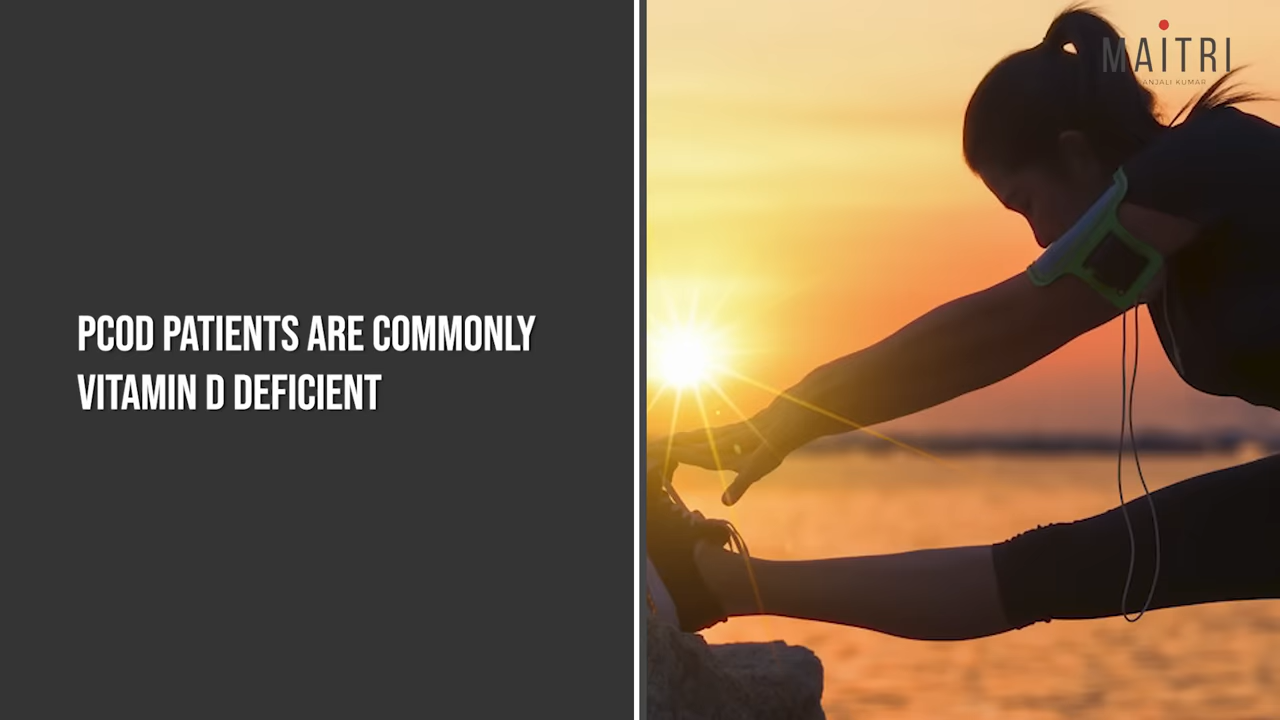 PCOD PATIENTS ARE COMMONLY
VITAMIN D DEFICIENT
MAITRI
ANJALI KUMAR